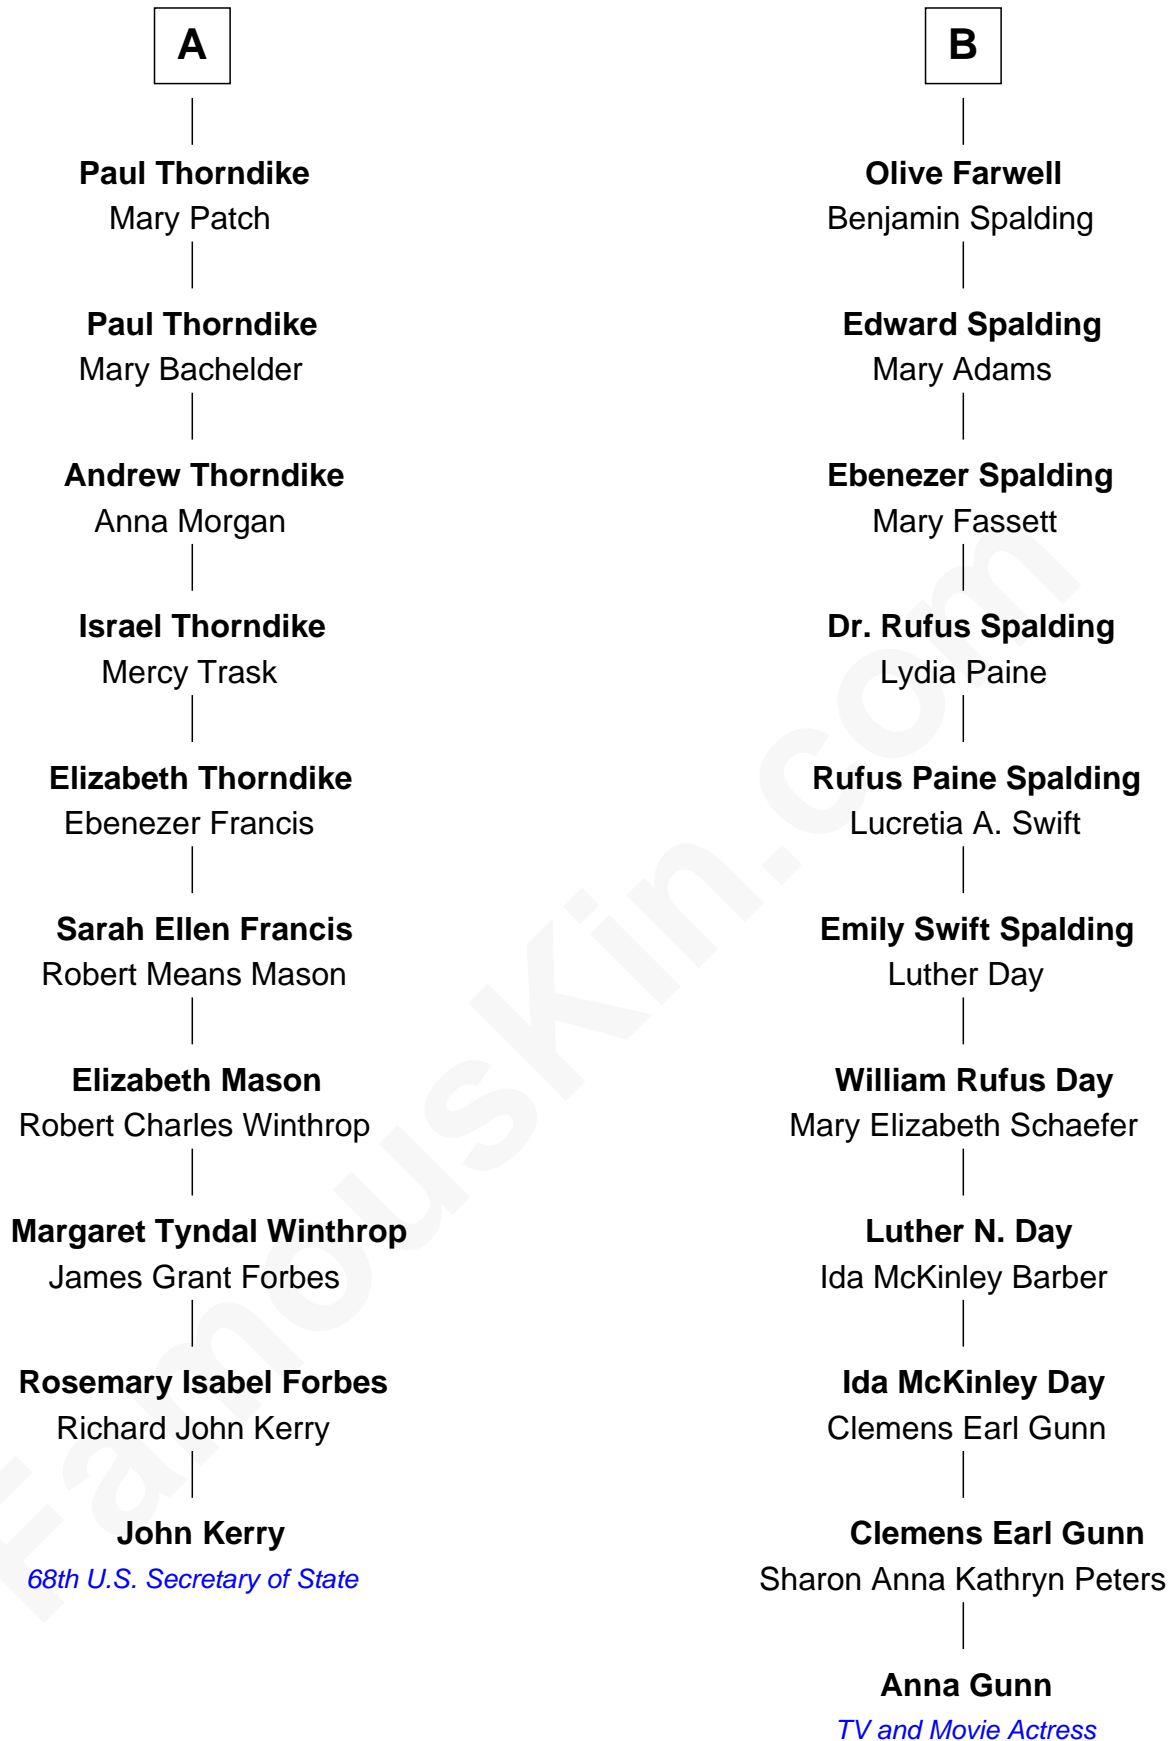 A
Paul Thorndike
Mary Patch
Paul Thorndike
Mary Bachelder
Andrew Thorndike
Anna Morgan
Israel Thorndike
Mercy Trask
Elizabeth Thorndike
Ebenezer Francis
Sarah Ellen Francis
Robert Means Mason
Elizabeth Mason
Robert Charles Winthrop
Margaret Tyndal Winthrop
James Grant Forbes
Rosemary Isabel Forbes
Richard John Kerry
John Kerry
68th U.S. Secretary of State
B
Olive Farwell
Benjamin Spalding
Edward Spalding
Mary Adams
Ebenezer Spalding
Mary Fassett
Dr. Rufus Spalding
Lydia Paine
Rufus Paine Spalding
Lucretia A. Swift
Emily Swift Spalding
Luther Day
William Rufus Day
Mary Elizabeth Schaefer
Luther N. Day
Ida McKinley Barber
Ida McKinley Day
Clemens Earl Gunn
Clemens Earl Gunn
Sharon Anna Kathryn Peters
Anna Gunn
TV and Movie Actress
FamousKin.com